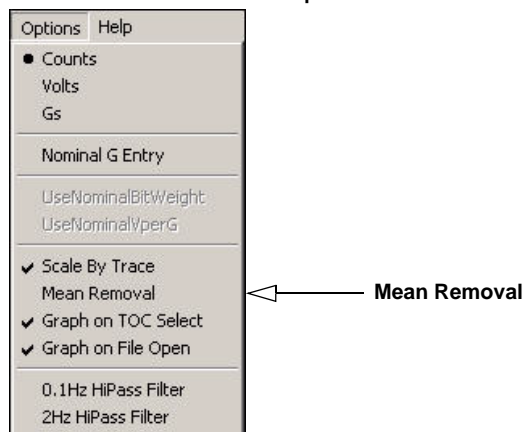 Options Help
Counts
Volts
Gs
Nominal G Entry
UseNominalBitWeight
UseNominalVperG
Scale By Trace
Mean Removal
Mean Removal
Graph on TOC Select
Graph on File Open
0.1Hz HiPass Filter
2Hz HiPass Filter